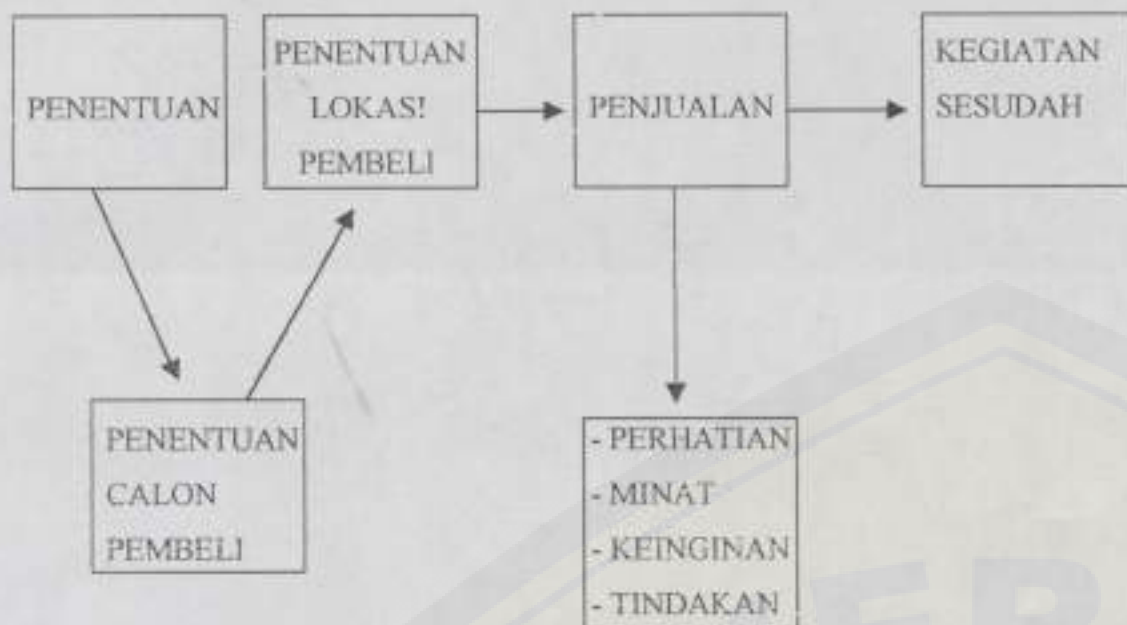 PENENTUAN
PENENTUAN
CALON
PEMBELI
PENENTUAN
LOKAS!
PEMBELI
PENJUALAN
- PERHATIAN
- MINAT
- KEINGINAN
- TINDAKAN
KEGIATAN
SESUDAH